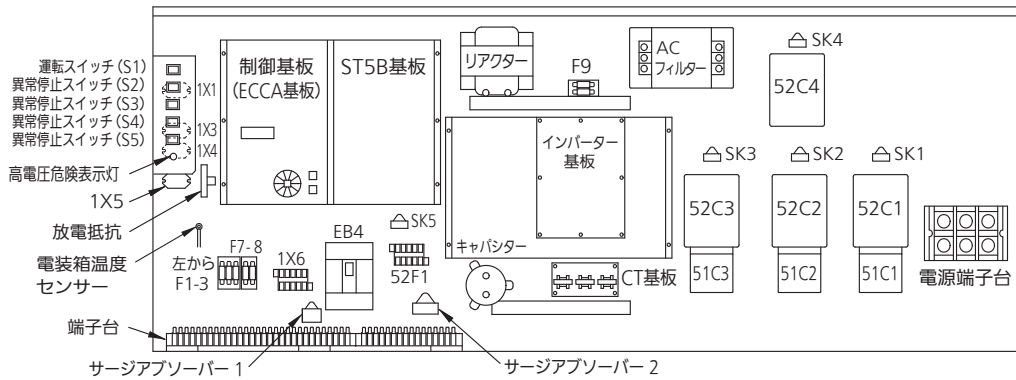 運転スイッチ(S1)
異常停止スイッチ(S2)
異常停止スイッチ(S3)
異常停止スイッチ(S4)
異常停止スイッチ(S5)
高電圧危険表示灯
1X5
放電抵抗
電装箱温度
センサー
端子台
1X1
1X3
1X4
制御基板
(ECCA基板)
ST5B基板
リアクター
F9
AC
フィルター
SK4
52C4
インバーター
基板
キャパシター
SK3
SK2
SK1
52C3
52C2
52C1
51C3
51C2
51C1
電源端子台
CT基板
SK5
EB4
52F1
F7-8
1X6
左から
F1-3
サージアブソーバー 1
サージアブソーバー 2